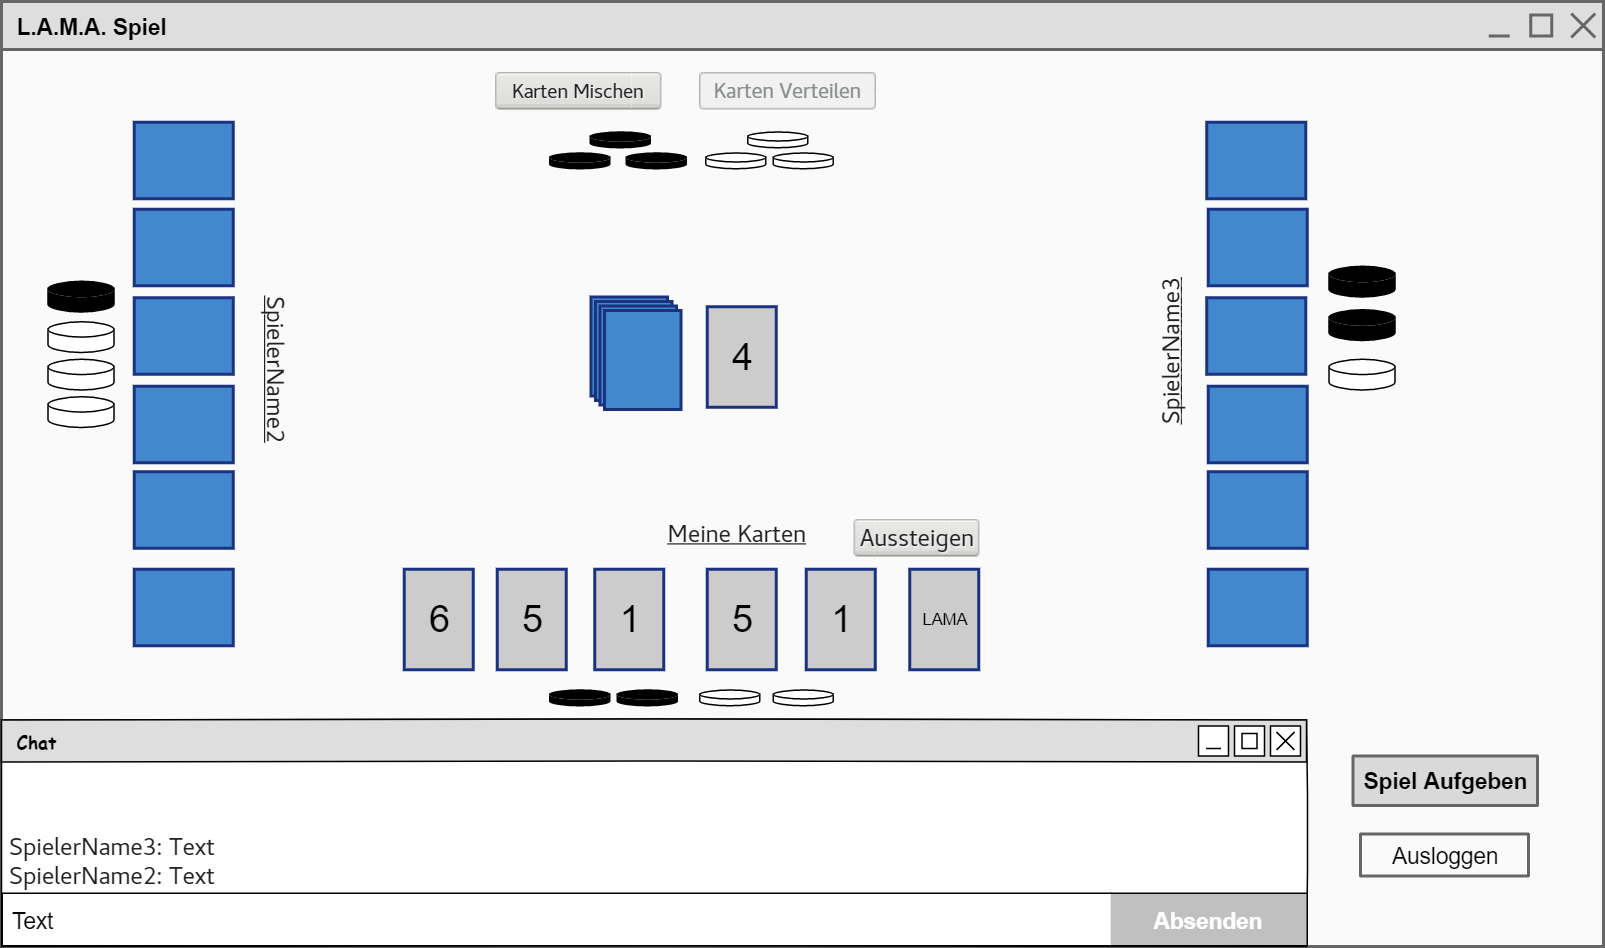 L.A.M.A. Spiel
Karten Mischen
Karten Verteilen
SpielerName2
SpielerName3
4
Meine Karten
Aussteigen
6 5 1 5 1 LAMA
Chat
SpielerName3: Text
SpielerName2: Text
Text
Absenden
Spiel Aufgeben
Ausloggen